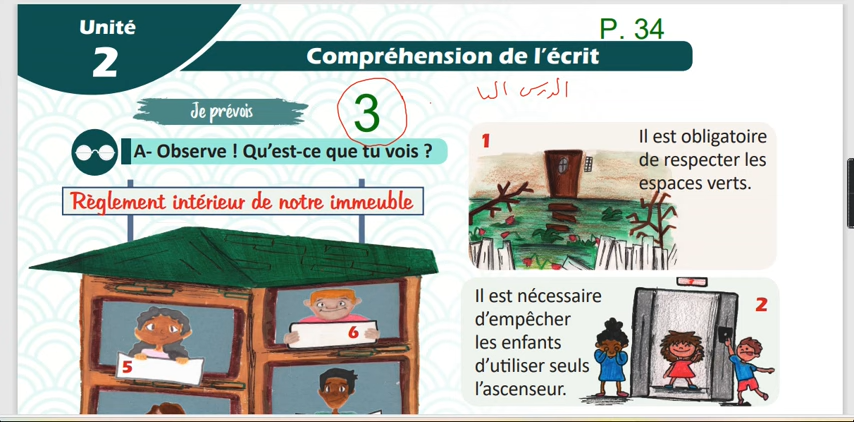 Unité
2
P. 34
Compréhension de l'écrit
Je prévois
3
الدرس
A- Observe ! Qu'est-ce que tu vois ?
Règlement intérieur de notre immeuble
5
6
1
Il est obligatoire
de respecter les
espaces verts.
Il est nécessaire
d'empêcher
les enfants
d'utiliser seuls
l'ascenseur.
2